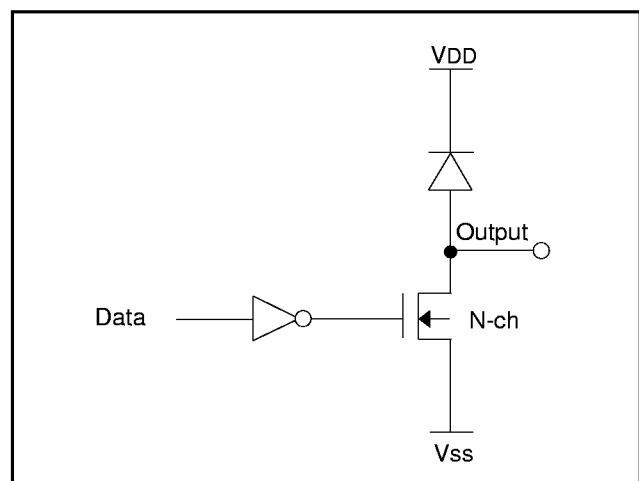 VDD
Output
Data
N-ch
Vss